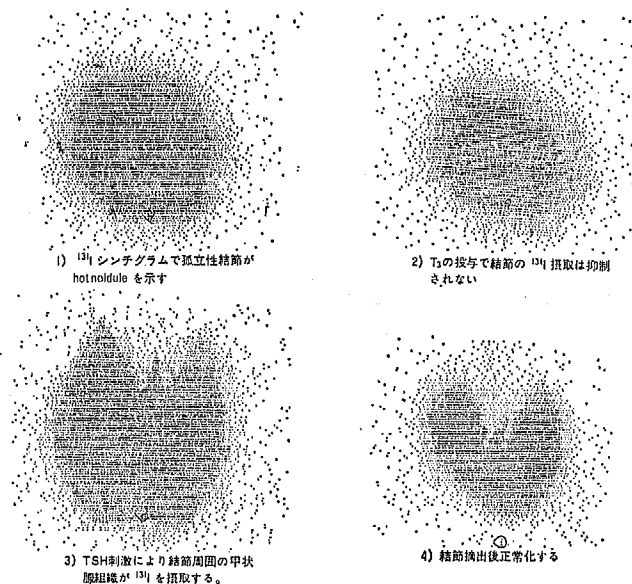 1) ¹³¹I シンチグラムで孤立性結節が
hot noldule を示す
2) T₃の投与で結節の ¹³¹I 摂取は抑制
されない
3) TSH刺激により結節周囲の甲状
腺組織が ¹³¹I を摂取する。
4) 結節摘出後正常化する